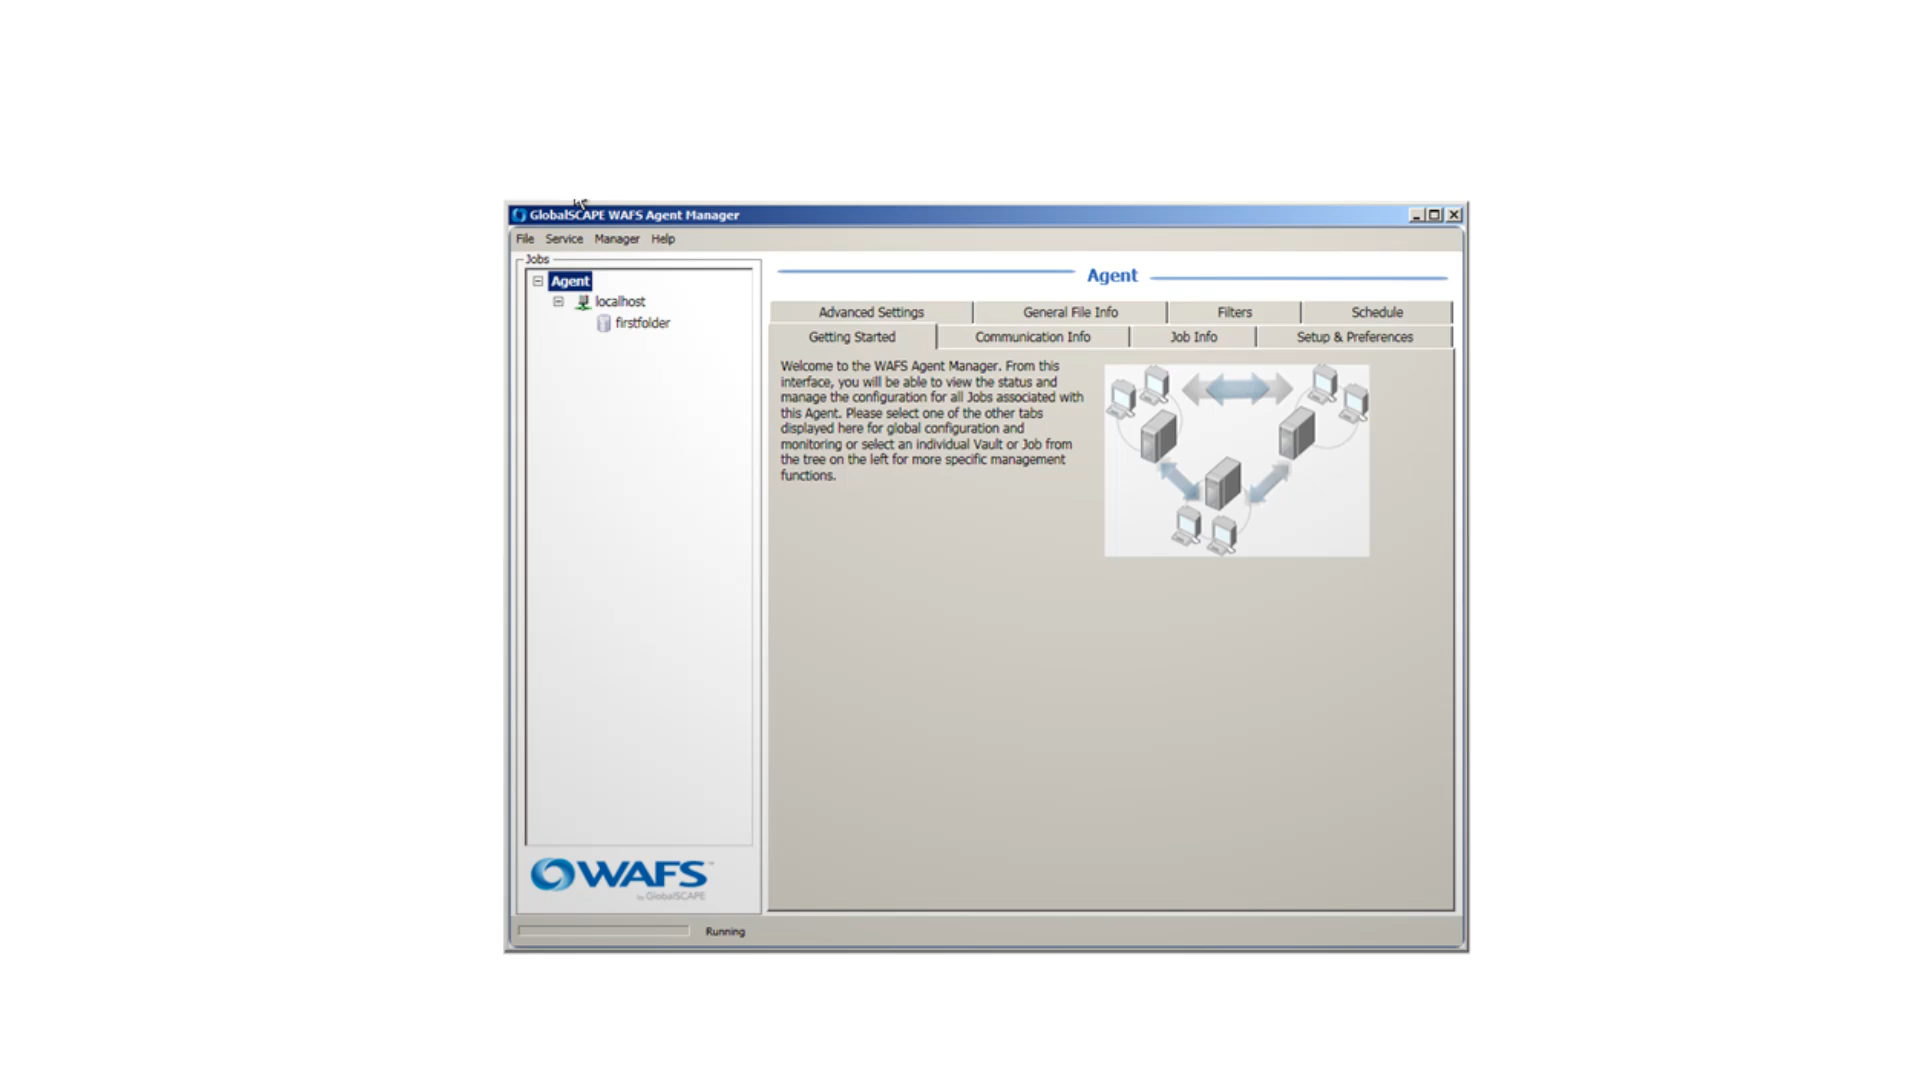 GlobalSCAPE WAFS Agent Manager
File Service Manager Help
Jobs
Agent
localhost
firstfolder
Agent
Advanced Settings General File Info Filters Schedule
Getting Started Communication Info Job Info Setup & Preferences
Welcome to the WAFS Agent Manager. From this
interface, you will be able to view the status and
manage the configuration for all Jobs associated with
this Agent. Please select one of the other tabs
displayed here for global configuration and
monitoring or select an individual Vault or Job from
the tree on the left for more specific management
functions.
WAFS™
by GlobalSCAPE
Running